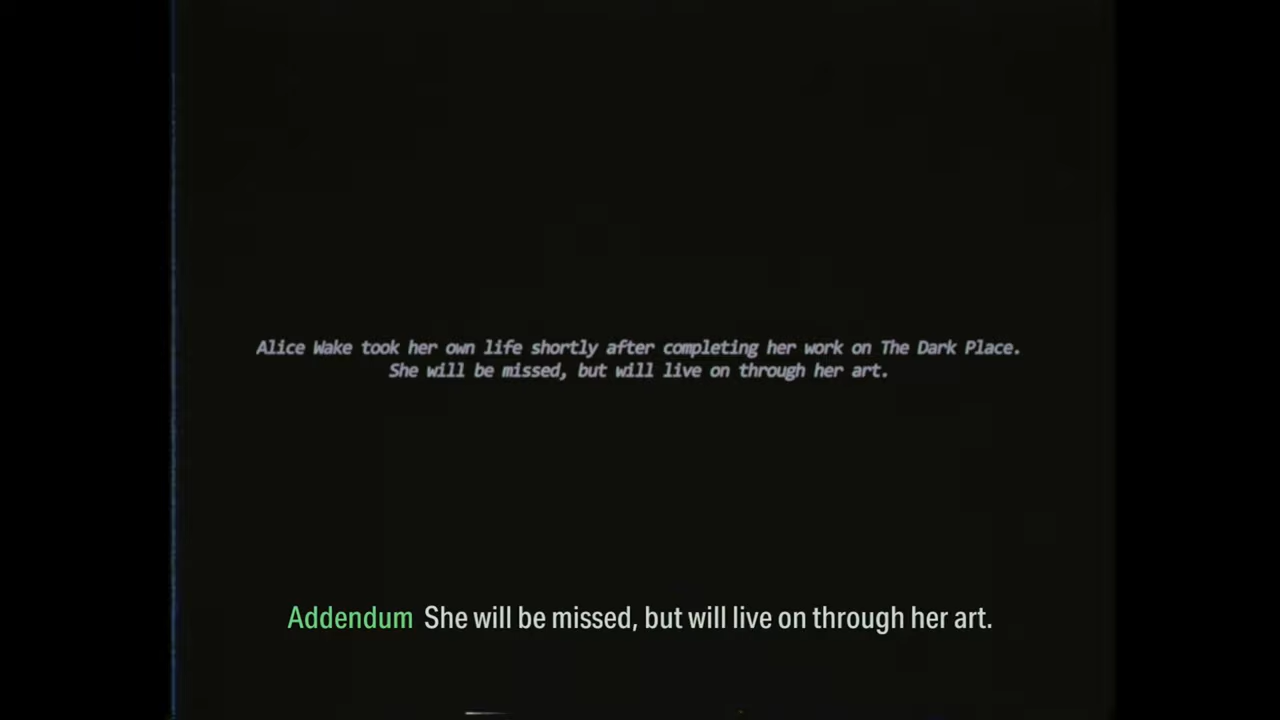 Alice Wake took her own life shortly after completing her work on The Dark Place.
She will be missed, but will live on through her art.
Addendum She will be missed, but will live on through her art.